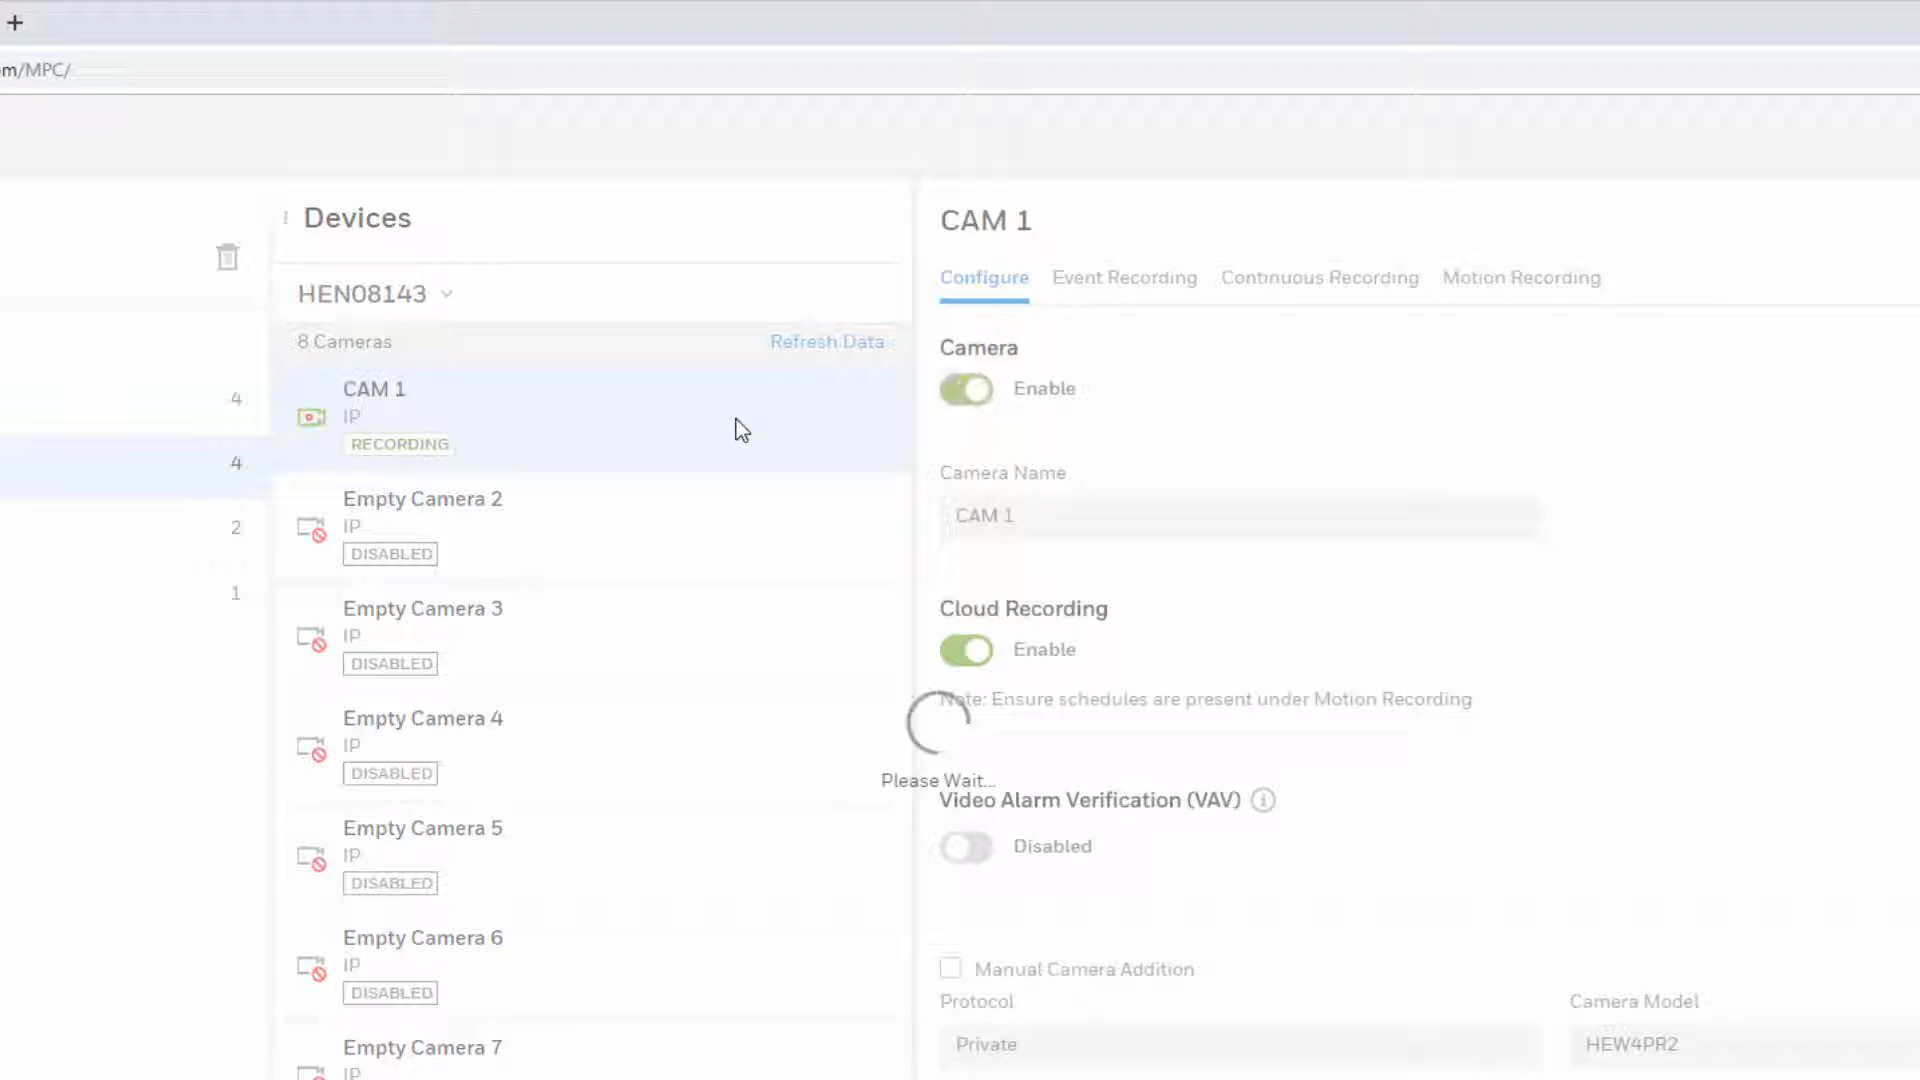 +
m/MPC/
Devices
HEN08143
8 Cameras
Refresh Data
CAM 1
IP
RECORDING
Empty Camera 2
IP
DISABLED
Empty Camera 3
IP
DISABLED
Empty Camera 4
IP
DISABLED
Empty Camera 5
IP
DISABLED
Empty Camera 6
IP
DISABLED
Empty Camera 7
IP
4
4
2
1
CAM 1
Configure Event Recording Continuous Recording Motion Recording
Camera
Enable
Camera Name
CAM 1
Cloud Recording
Enable
Note: Ensure schedules are present under Motion Recording
Please Wait...
Video Alarm Verification (VAV)
Disabled
Manual Camera Addition
Protocol
Private
Camera Model
HEW4PR2